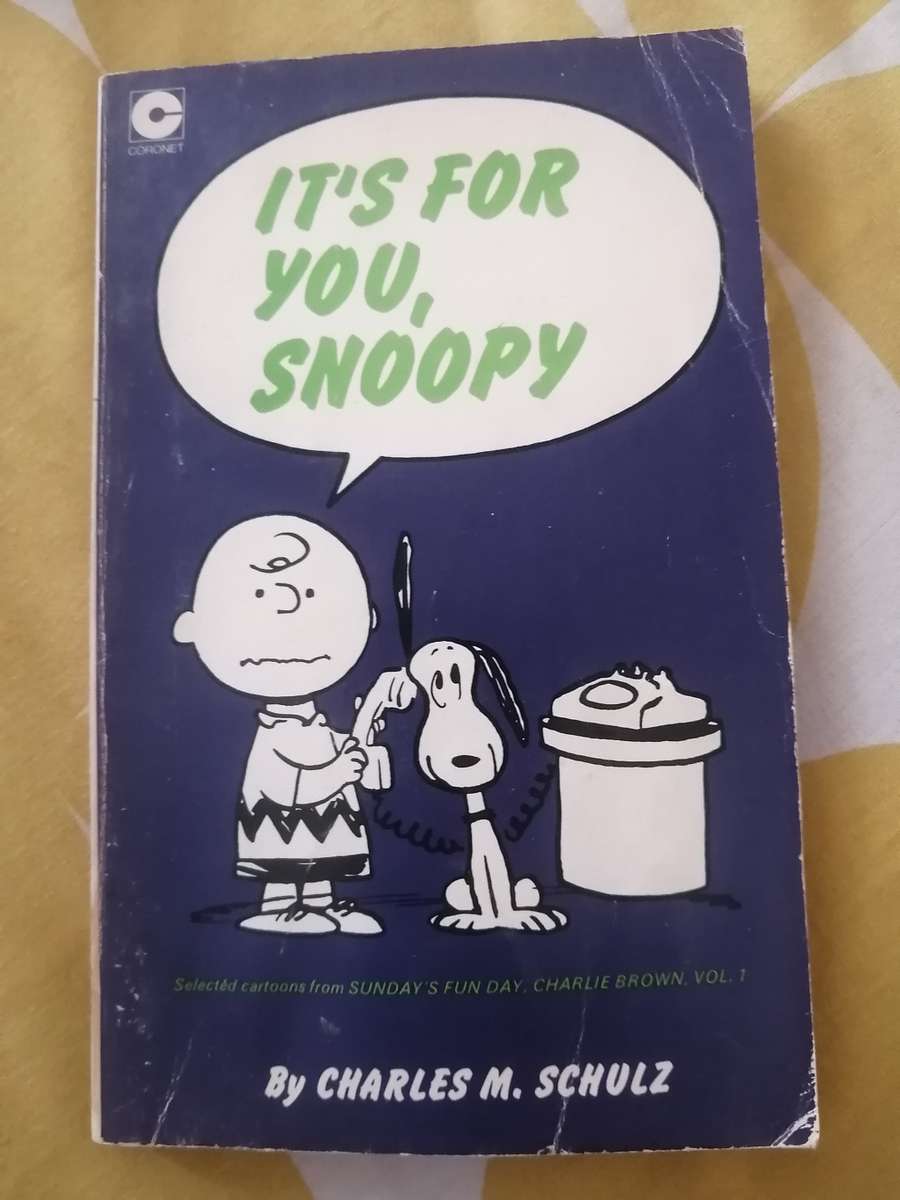 CORONET
IT'S FOR
YOU,
SNOOPY
Selected cartoons from SUNDAY'S FUN DAY, CHARLIE BROWN, VOL. 1
By CHARLES M. SCHULZ